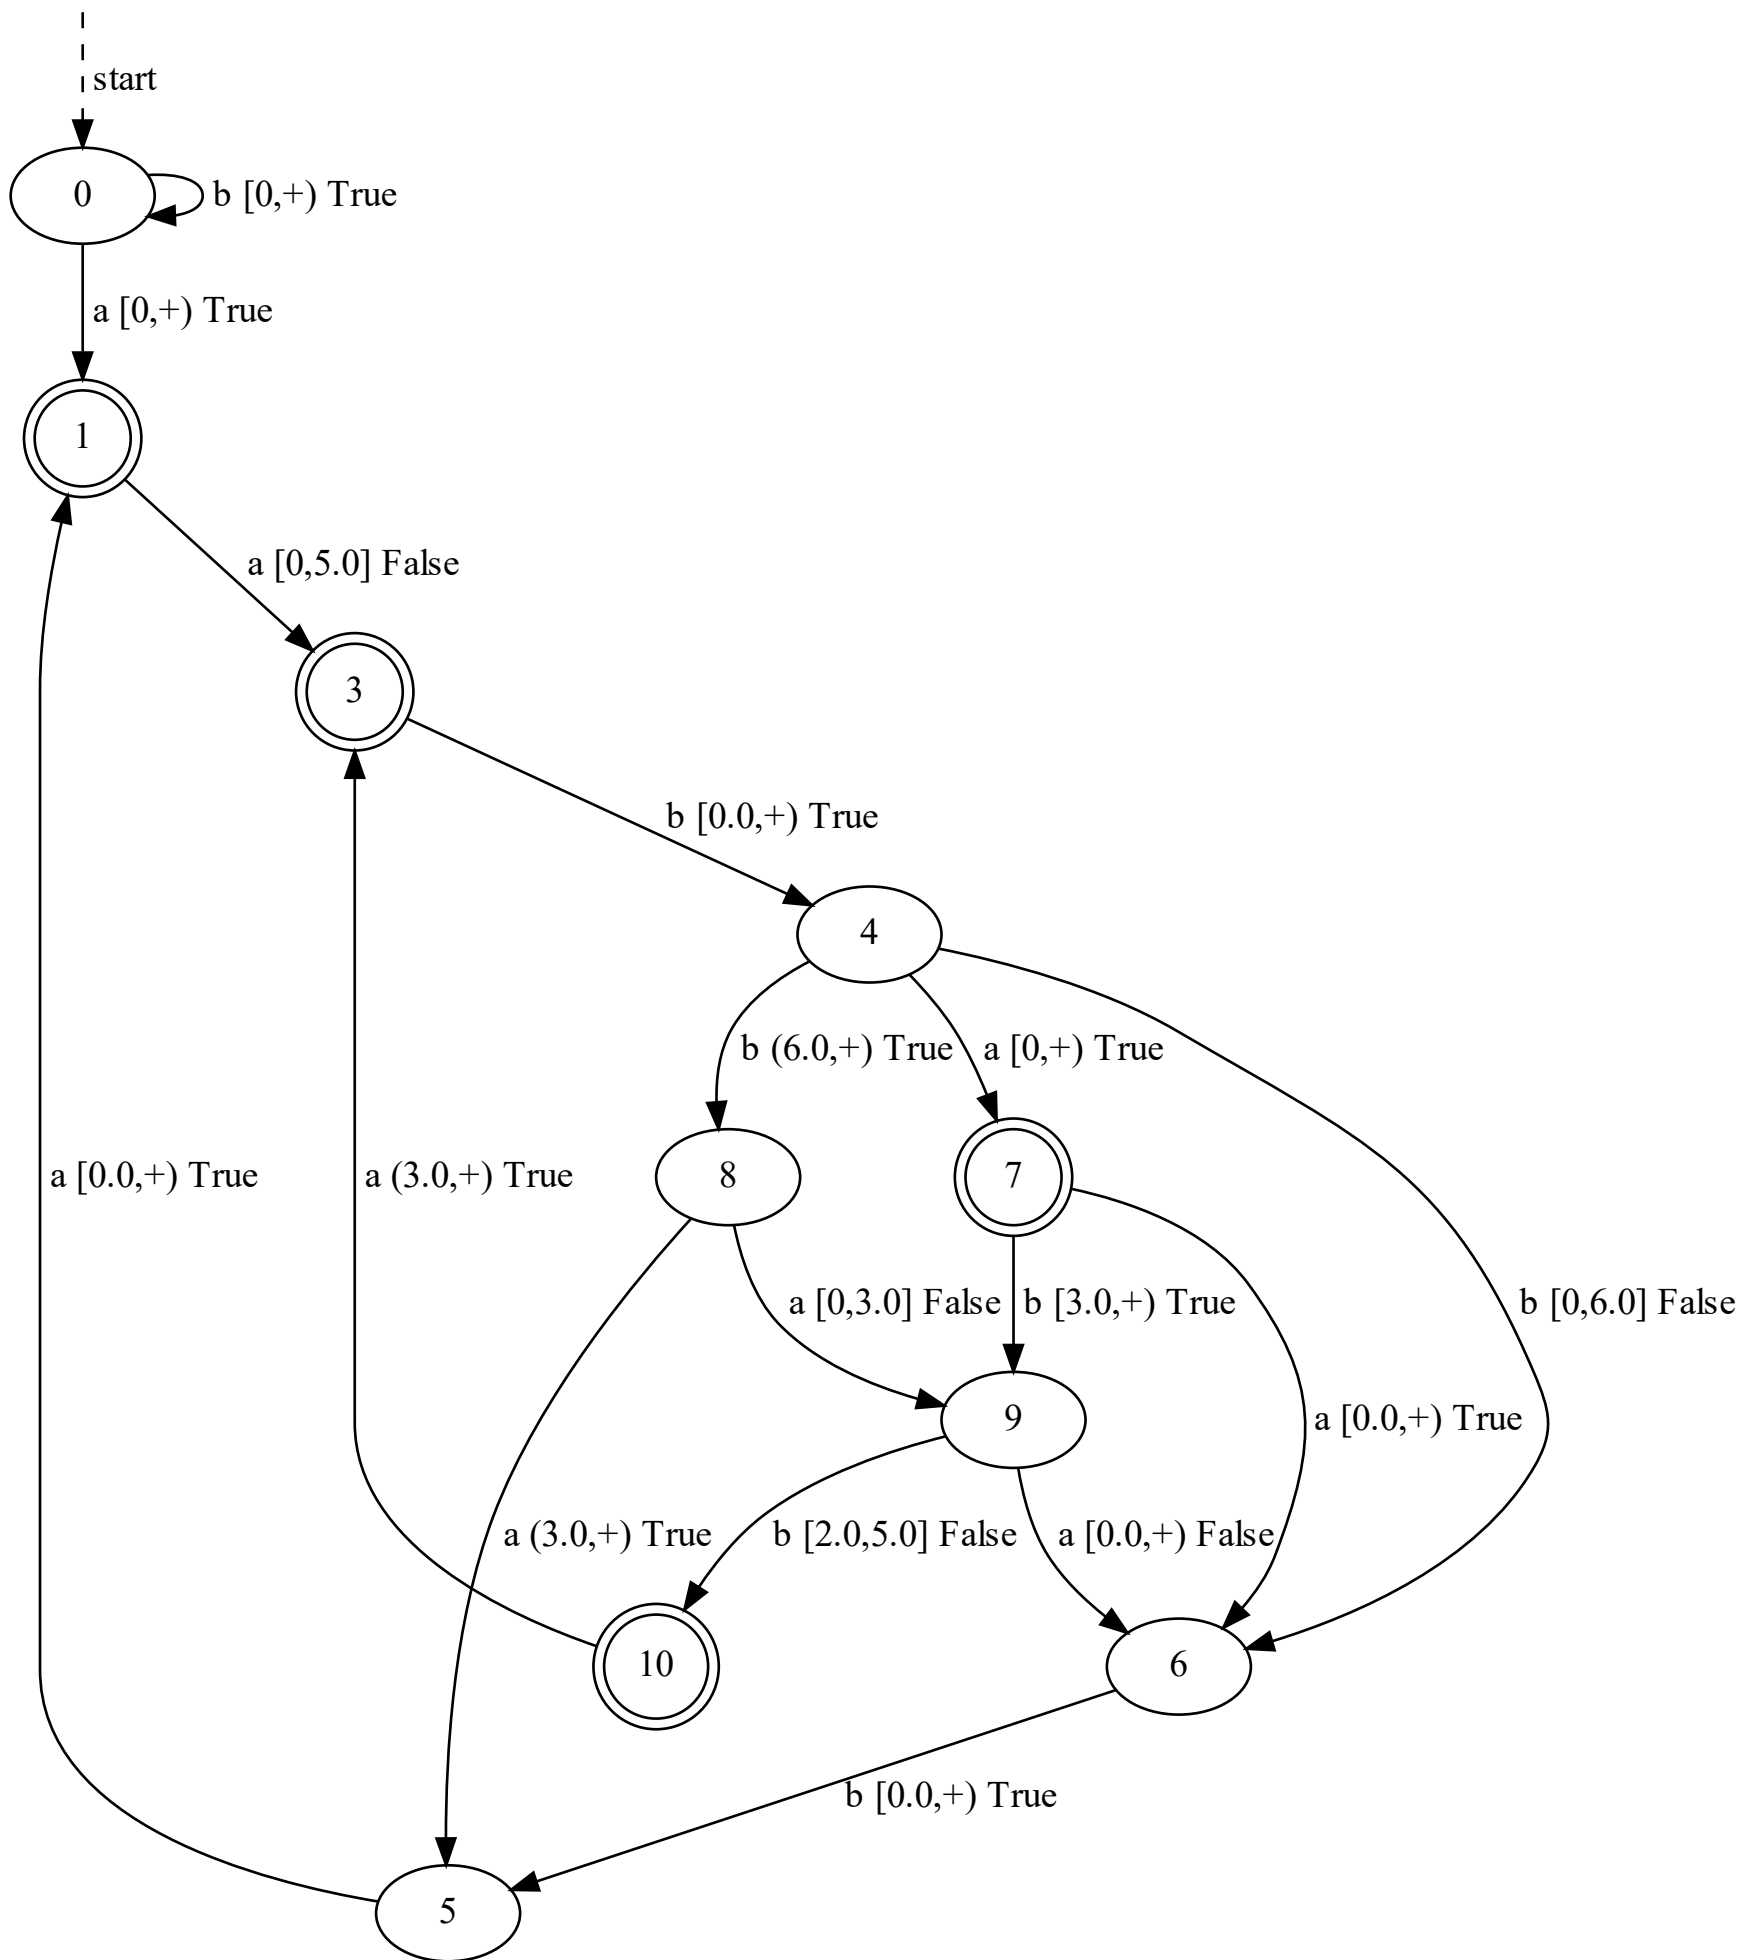 start
0
b [0,+) True
a [0,+) True
1
a [0,5.0] False
3
b [0.0,+) True
4
b (6.0,+) True
a [0,+) True
a [0.0,+) True
a (3.0,+) True
8
7
a [0,3.0] False
b [3.0,+) True
b [0,6.0] False
9
a [0.0,+) True
a (3.0,+) True
b [2.0,5.0] False
a [0.0,+) False
10
6
b [0.0,+) True
5